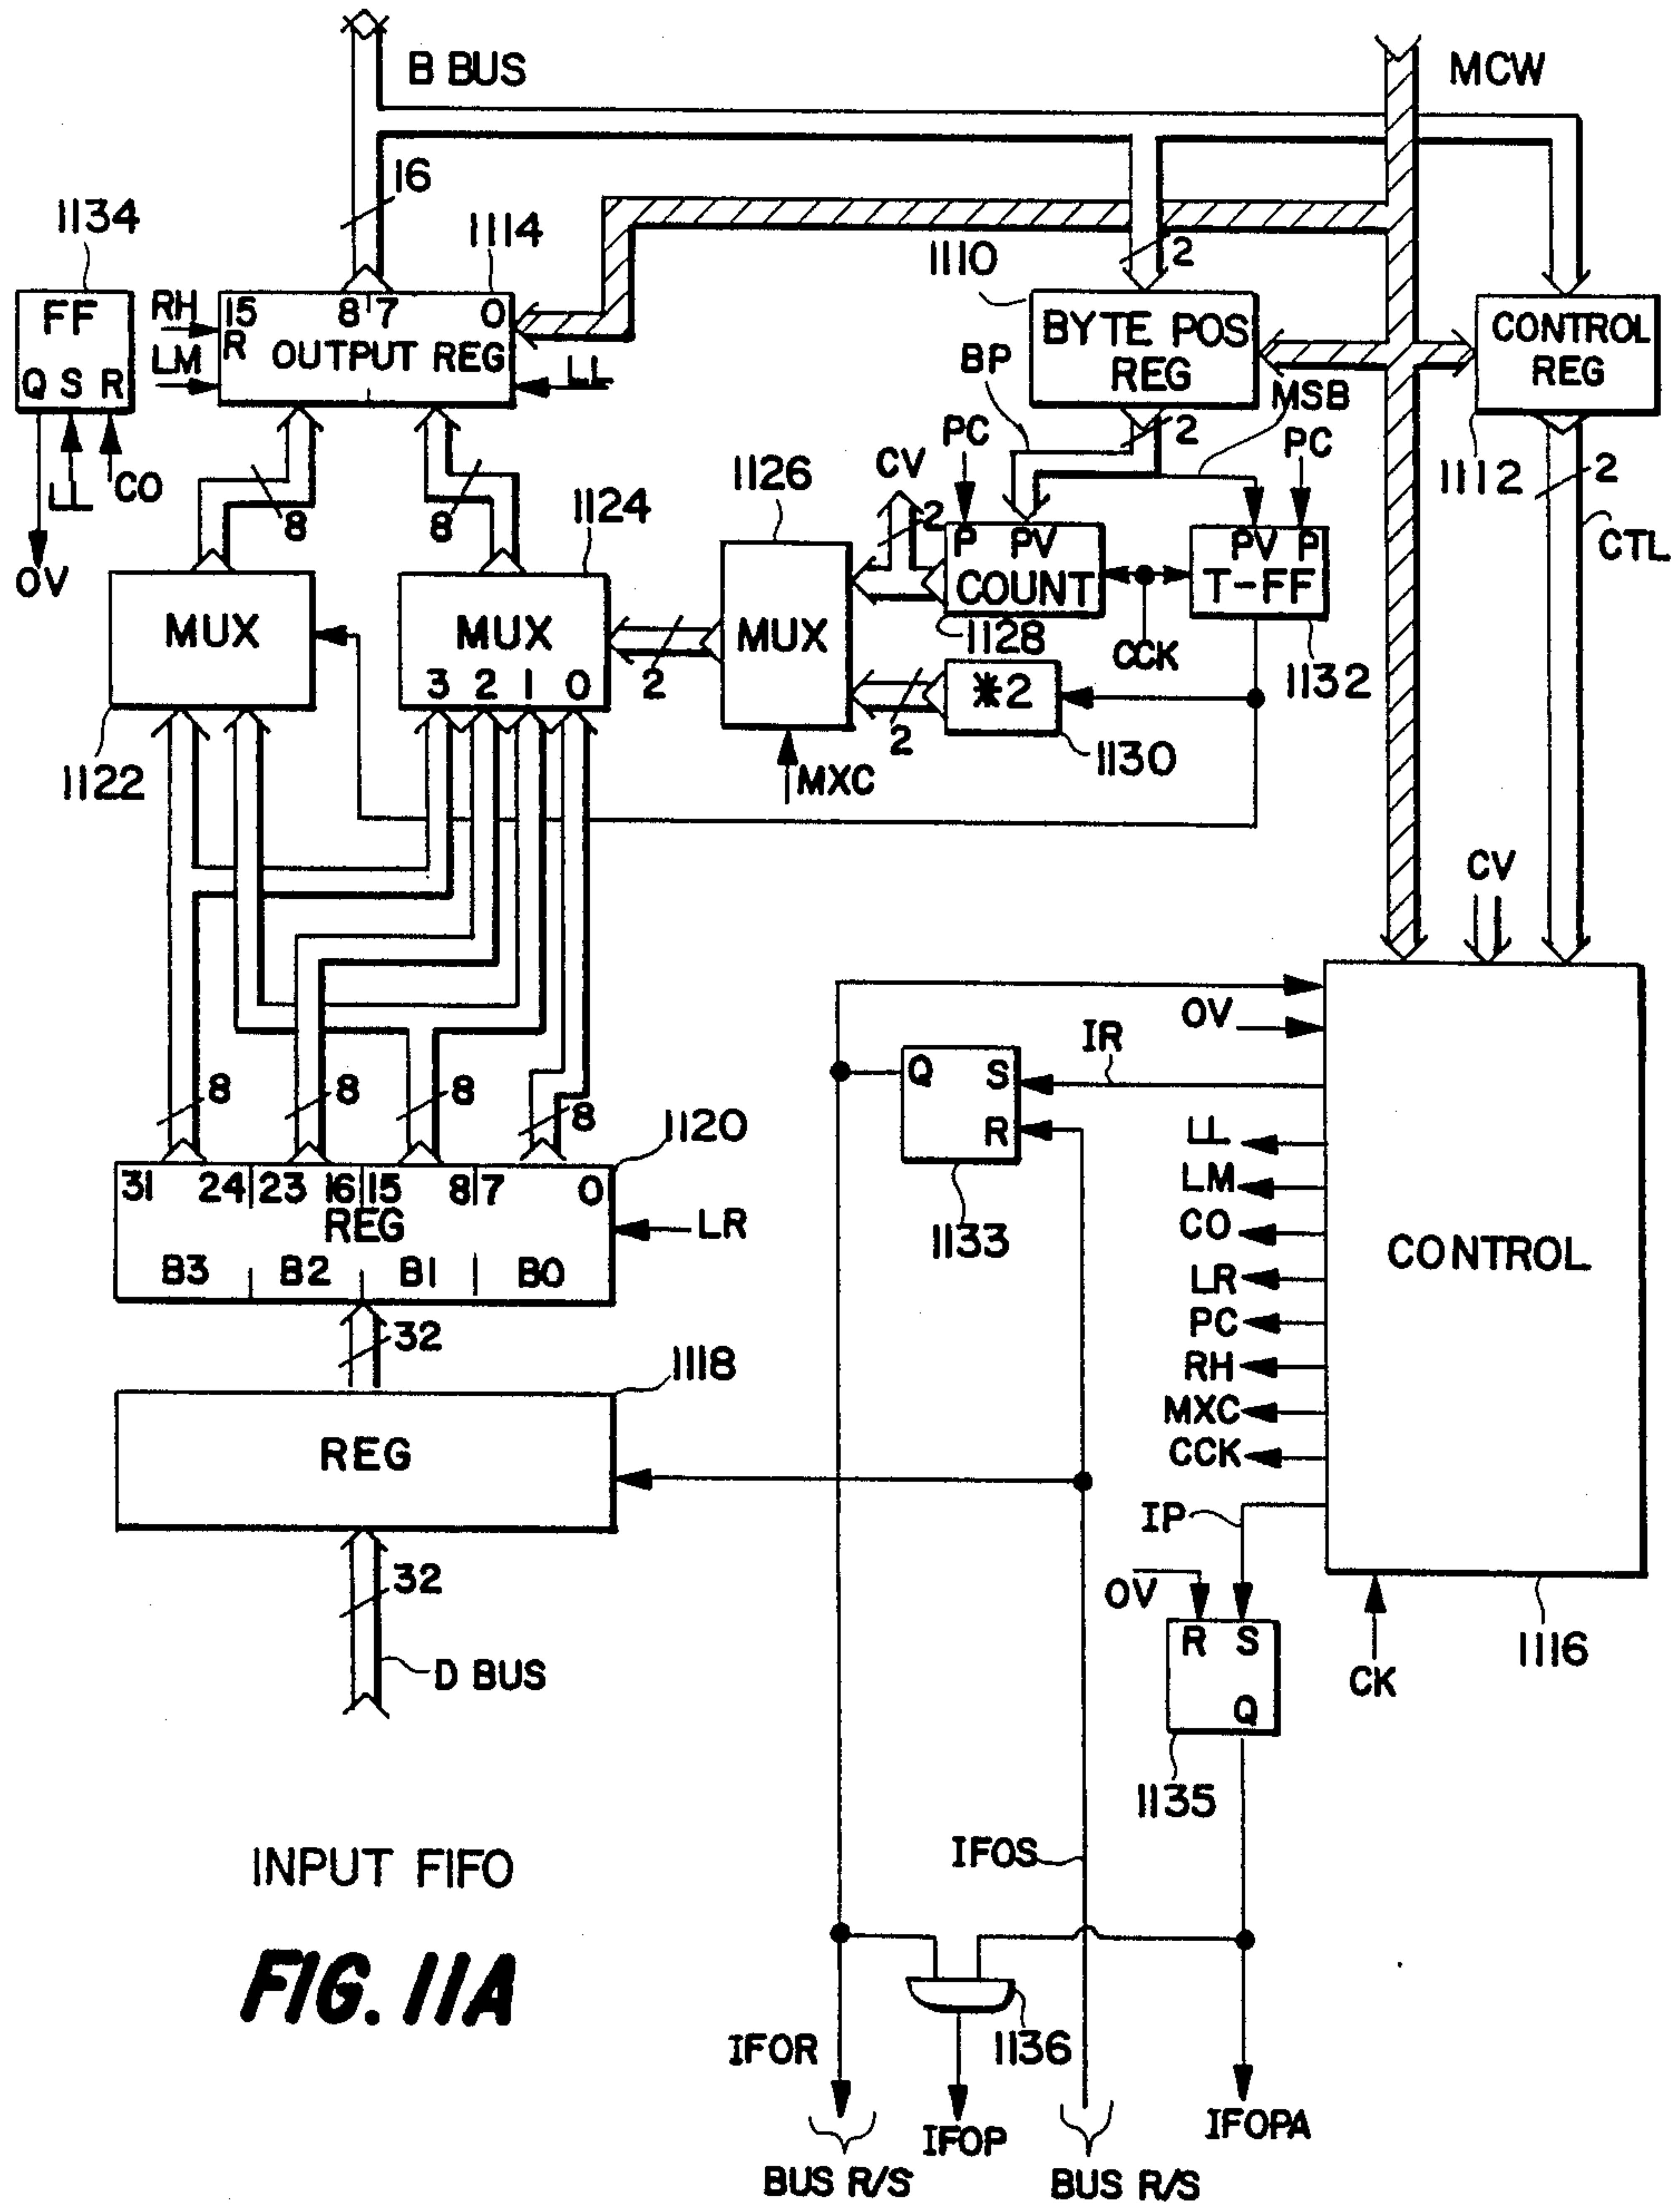 B BUS
MCW
16
1134
1114
1110
2
FF
Q S R
RH
LM
15
8 7
0
R
OUTPUT REG
LL
BYTE POS
REG
CONTROL
REG
BP
MSB
2
PC
PC
1112
2
CTL
LL
CO
OV
8
8
1124
1126
CV
2
P PV
COUNT
1128
PV P
T-FF
CCK
1132
MUX
MUX
3 2 1 0
2
MUX
*2
2
1130
1122
MXC
CV
OV
IR
Q S
R
1133
8
8
8
8
1120
31 24 23 16 15 8 7 0
REG
B3 B2 B1 B0
LR
LL
LM
CO
LR
PC
RH
MXC
CCK
CONTROL
32
1118
REG
IP
OV
R S
Q
1135
CK
1116
32
D BUS
IFOS
INPUT FIFO
FIG. 11A
1136
IFOR
IFOP
IFOPA
BUS R/S
BUS R/S